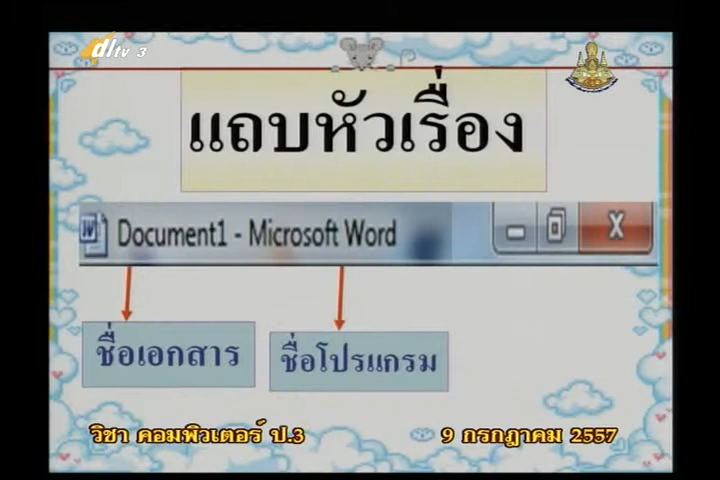 dltv 3
แถบหัวเรื่อง
Document1 - Microsoft Word
ชื่อเอกสาร
ชื่อโปรแกรม
วิชา คอมพิวเตอร์ ป.3
9 กรกฎาคม 2557